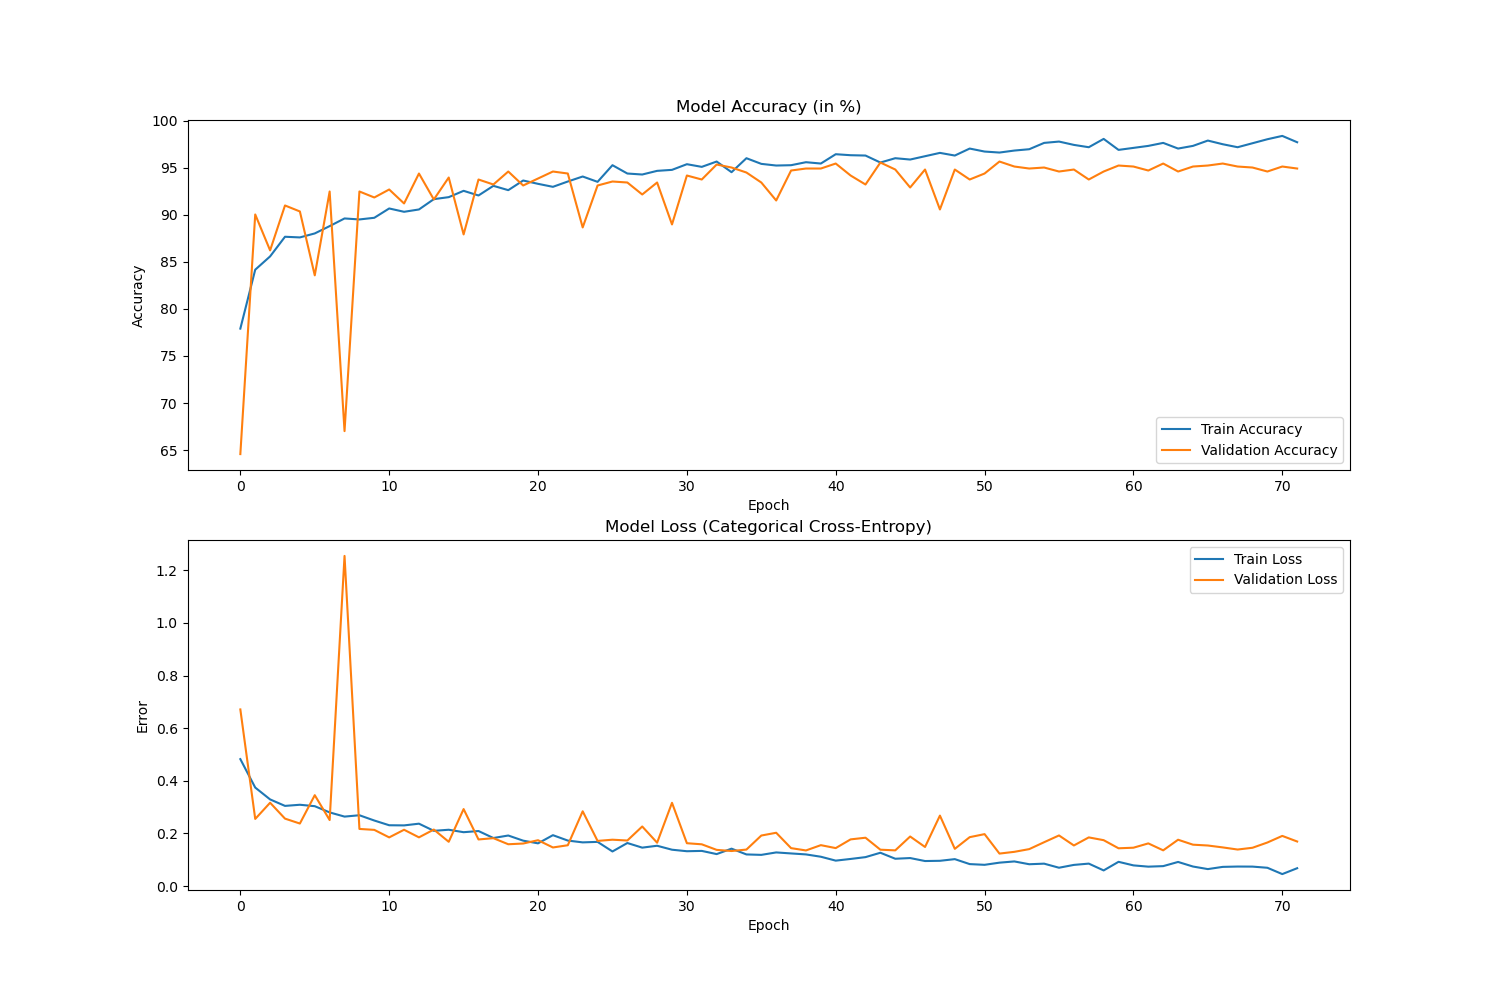 Model Accuracy (in %)
100
95
90
85
80
75
70
65
Accuracy
Train Accuracy
Validation Accuracy
0 10 20 30 40 50 60 70
Epoch
Model Loss (Categorical Cross-Entropy)
1.2
1.0
0.8
0.6
0.4
0.2
0.0
Error
Train Loss
Validation Loss
0 10 20 30 40 50 60 70
Epoch